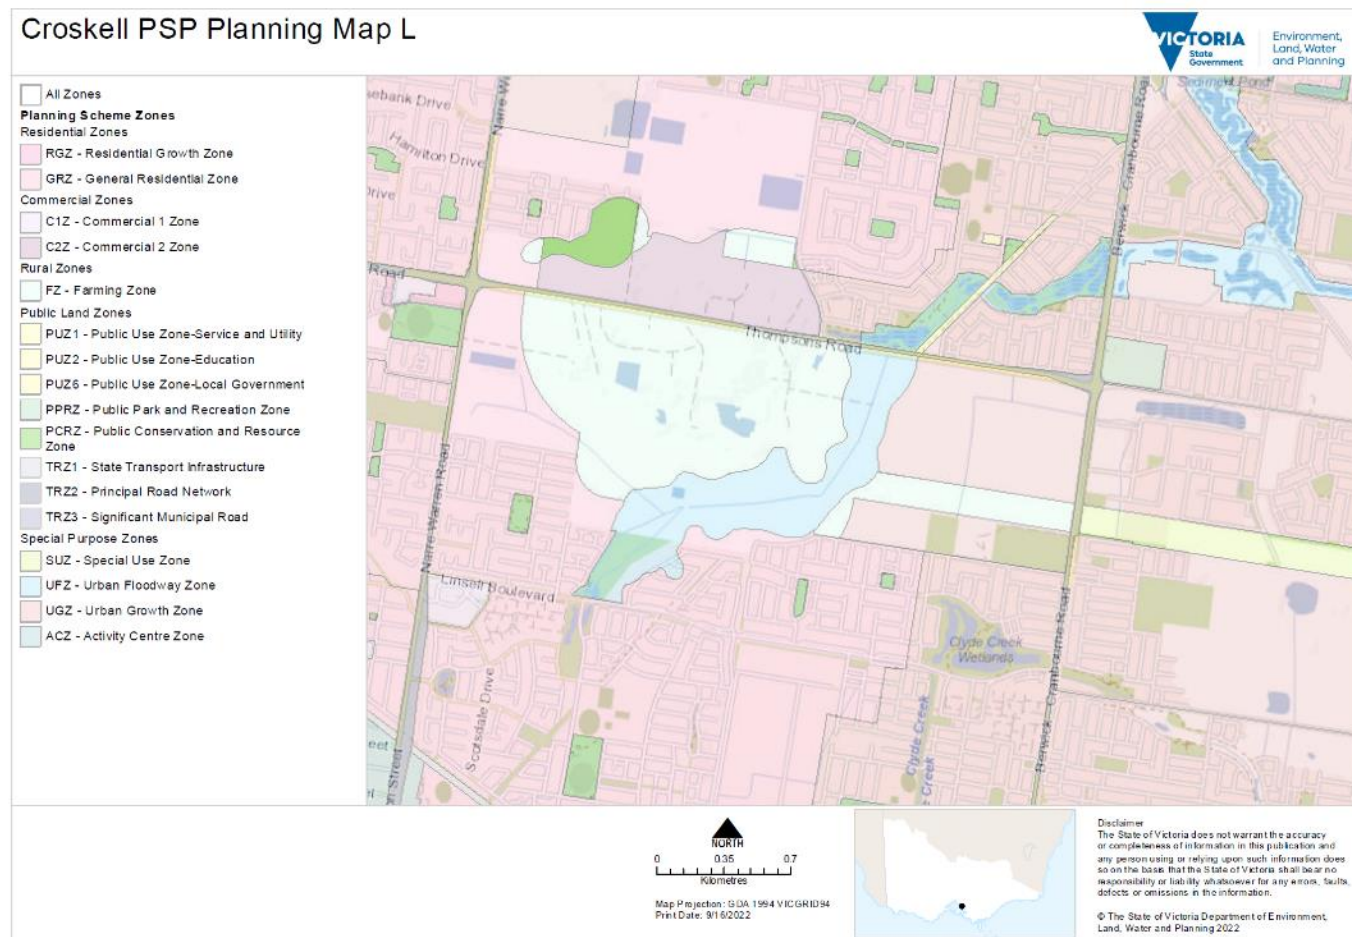 Croskell PSP Planning Map L
VICTORIA
State
Government
Environment,
Land, Water
and Planning
All Zones
Planning Scheme Zones
Residential Zones
RGZ - Residential Growth Zone
GRZ - General Residential Zone
Commercial Zones
C1Z - Commercial 1 Zone
C2Z - Commercial 2 Zone
Rural Zones
FZ - Farming Zone
Public Land Zones
PUZ1 - Public Use Zone-Service and Utility
PUZ2 - Public Use Zone-Education
PUZ6 - Public Use Zone-Local Government
PPRZ - Public Park and Recreation Zone
PCRZ - Public Conservation and Resource
Zone
TRZ1 - State Transport Infrastructure
TRZ2 - Principal Road Network
TRZ3 - Significant Municipal Road
Special Purpose Zones
SUZ - Special Use Zone
UFZ - Urban Floodway Zone
UGZ - Urban Growth Zone
ACZ - Activity Centre Zone
ebank Drive
Narre W
Hamilton Drive
Drive
Road
Sediment Pond
Berwick - Cranbourne Road
Thompsons Road
Narre Warren Road
Linsell Boulevard
Scotsdale Drive
Clyde Creek
Wetlands
Clyde Creek
e Creek
Berwick - Cranbourne Road
eet
on Street
NORTH
0 0.35 0.7
Kilometres
Map Projection: GDA 1994 VICGRID94
Print Date: 9/16/2022
Disclaimer
The State of Victoria does not warrant the accuracy
or completeness of information in this publication and
any person using or relying upon such information does
so on the basis that the State of Victoria shall bear no
responsibility or liability whatsoever for any errors, faults,
defects or omissions in the information.
© The State of Victoria Department of Environment,
Land, Water and Planning 2022